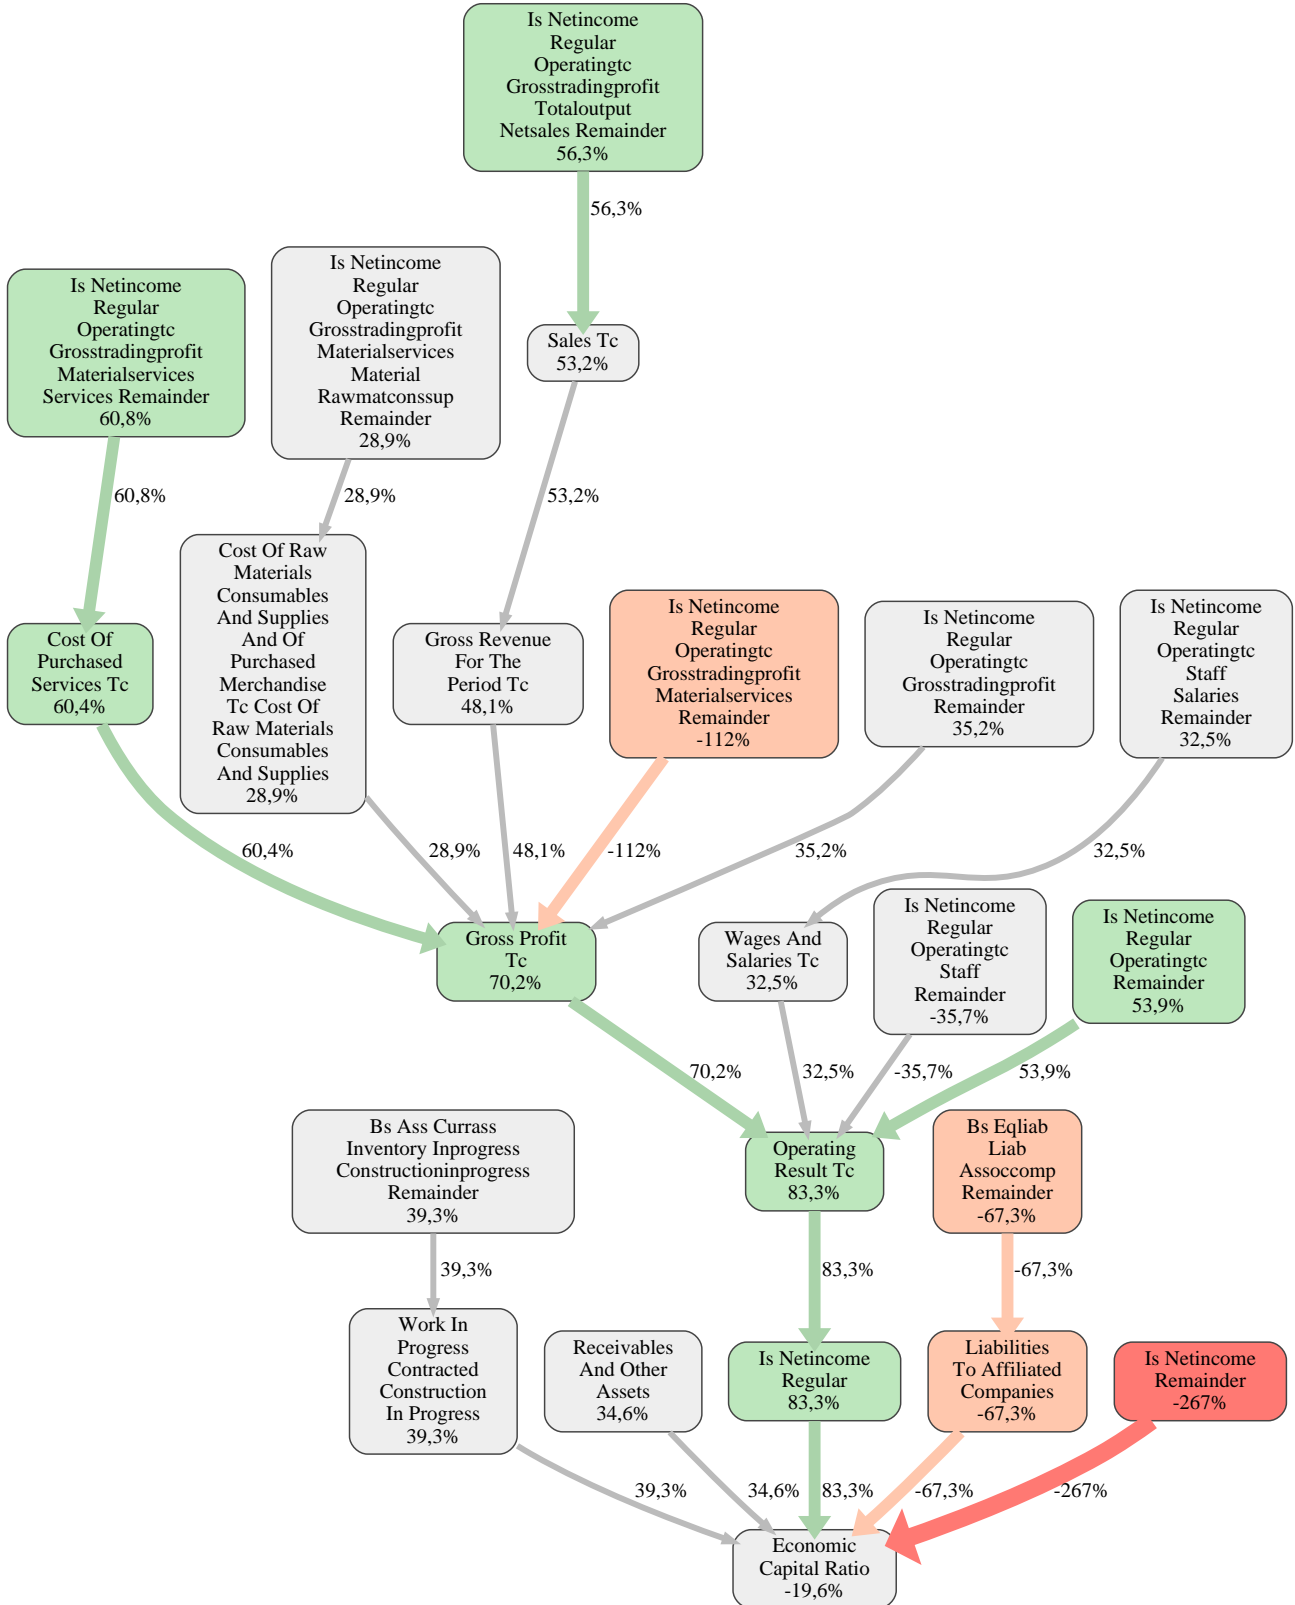 Is Netincome
Regular
Operatingtc
Grosstradingprofit
Totaloutput
Netsales Remainder
56,3%
56,3%
Is Netincome
Regular
Operatingtc
Grosstradingprofit
Materialservices
Services Remainder
60,8%
Is Netincome
Regular
Operatingtc
Grosstradingprofit
Materialservices
Material
Rawmatconssup
Remainder
28,9%
Sales Tc
53,2%
60,8%
28,9%
53,2%
Cost Of
Purchased
Services Tc
60,4%
Cost Of Raw
Materials
Consumables
And Supplies
And Of
Purchased
Merchandise
Tc Cost Of
Raw Materials
Consumables
And Supplies
28,9%
Gross Revenue
For The
Period Tc
48,1%
Is Netincome
Regular
Operatingtc
Grosstradingprofit
Materialservices
Remainder
-112%
Is Netincome
Regular
Operatingtc
Grosstradingprofit
Remainder
35,2%
Is Netincome
Regular
Operatingtc
Staff
Salaries
Remainder
32,5%
60,4%
28,9%
48,1%
-112%
35,2%
32,5%
Gross Profit
Tc
70,2%
Wages And
Salaries Tc
32,5%
Is Netincome
Regular
Operatingtc
Staff
Remainder
-35,7%
Is Netincome
Regular
Operatingtc
Remainder
53,9%
70,2%
32,5%
-35,7%
53,9%
Bs Ass Currass
Inventory Inprogress
Constructioninprogress
Remainder
39,3%
Operating
Result Tc
83,3%
Bs Eqliab
Liab
Assoccomp
Remainder
-67,3%
39,3%
83,3%
-67,3%
Work In
Progress
Contracted
Construction
In Progress
39,3%
Receivables
And Other
Assets
34,6%
Is Netincome
Regular
83,3%
Liabilities
To Affiliated
Companies
-67,3%
Is Netincome
Remainder
-267%
39,3%
34,6%
83,3%
-67,3%
-267%
Economic
Capital Ratio
-19,6%